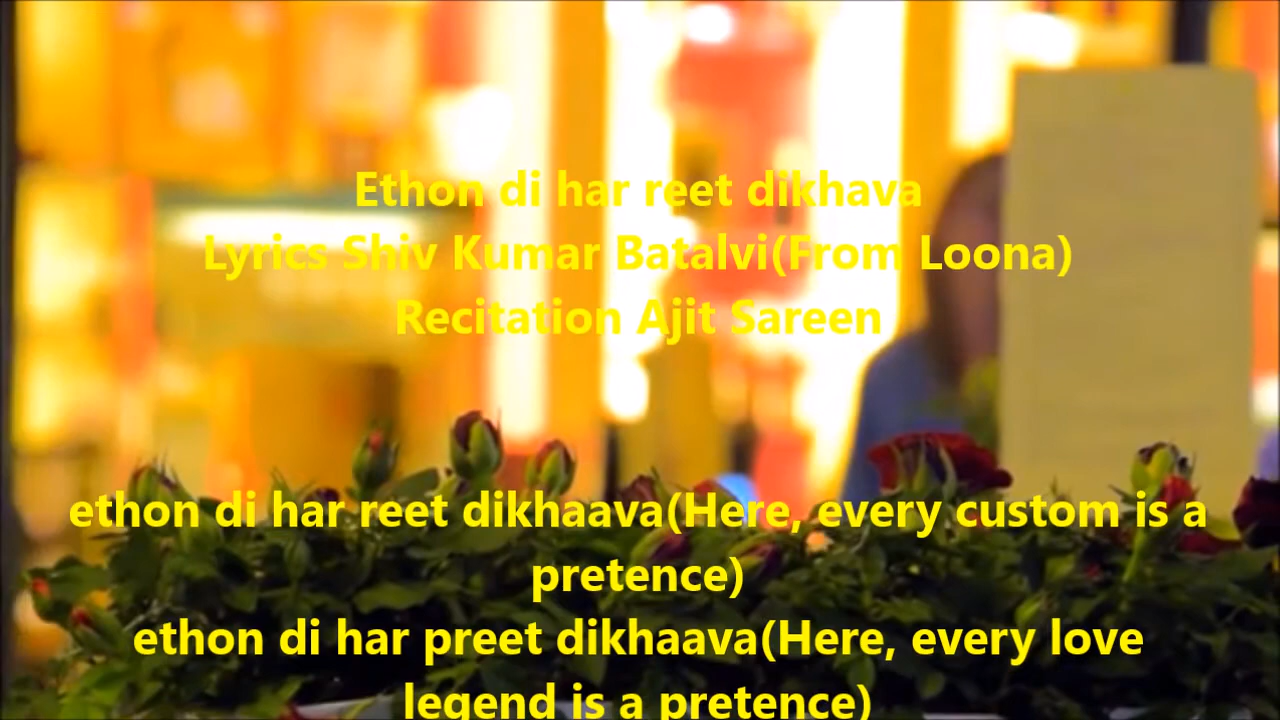 Ethon di har reet dikhava
Lyrics Shiv Kumar Batalvi(From Loona)
Recitation Ajit Sareen
ethon di har reet dikhaava(Here, every custom is a
pretence)
ethon di har preet dikhaava(Here, every love
legend is a pretence)